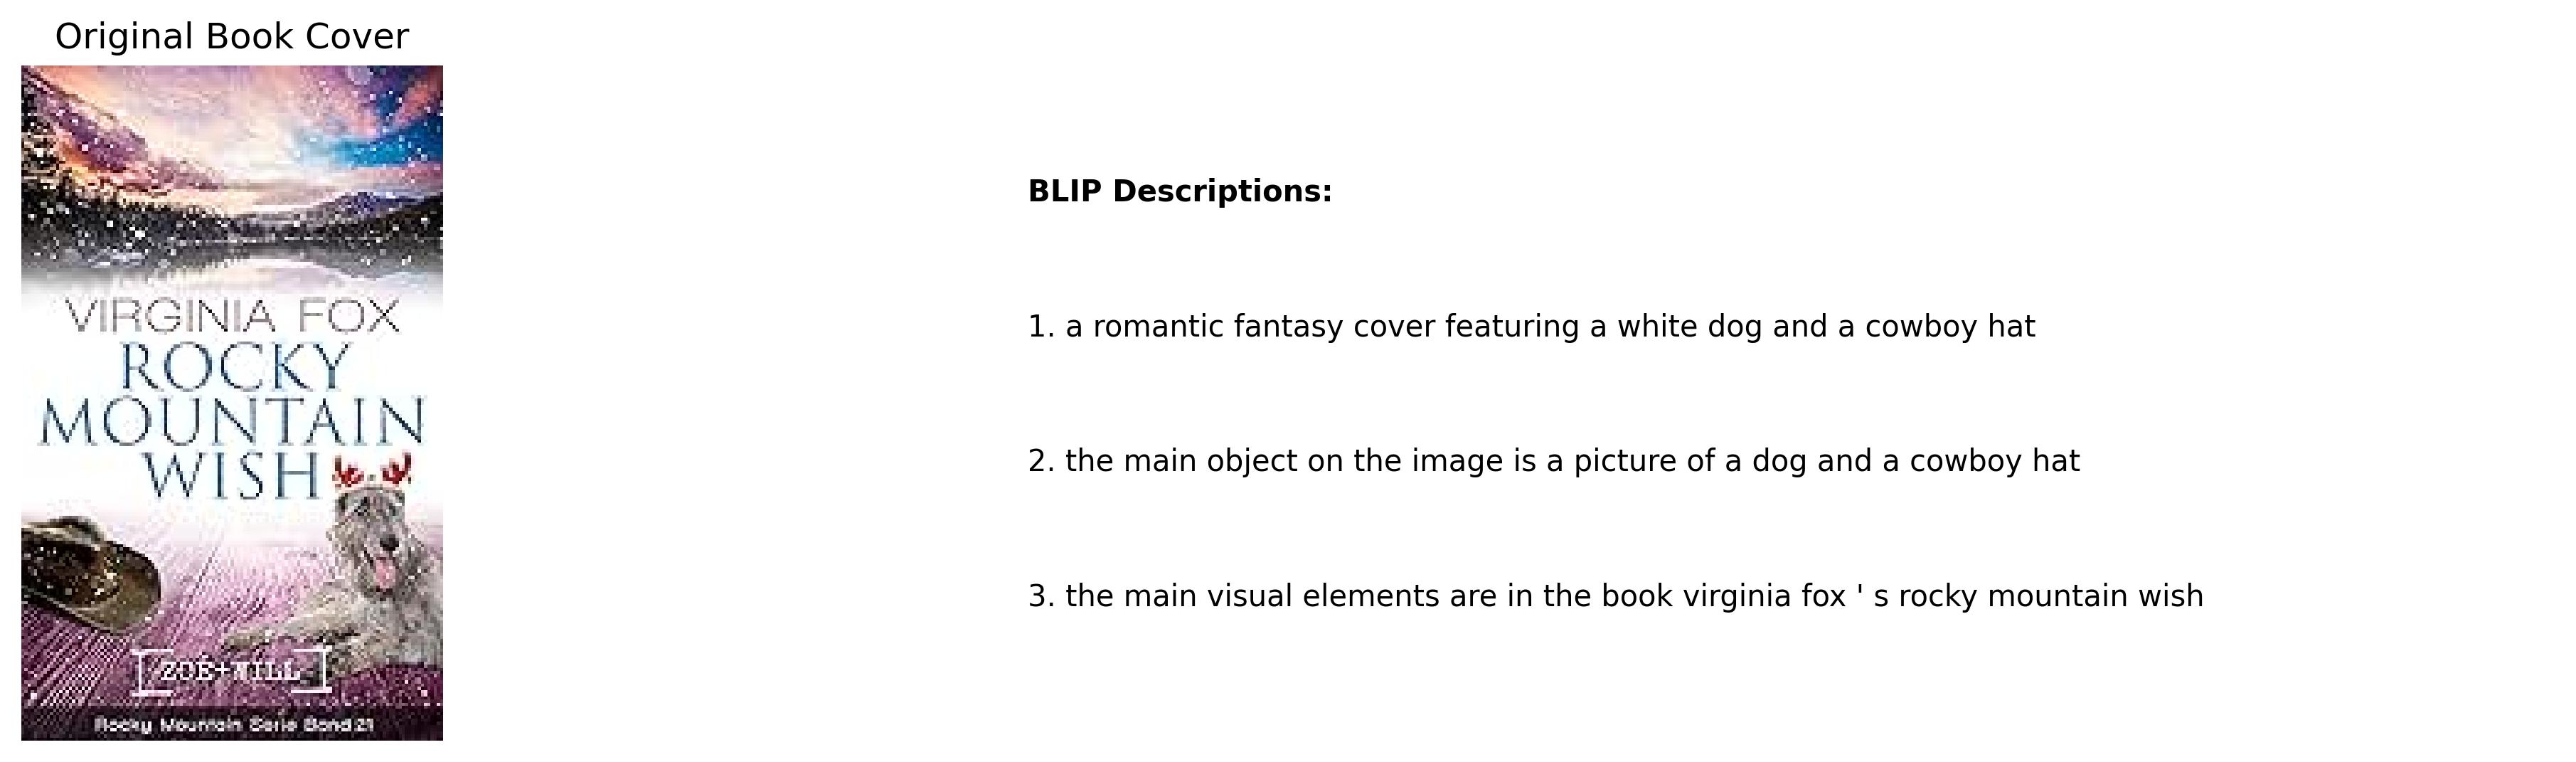 Original Book Cover
VIRGINIA FOX
ROCKY
MOUNTAIN
WISH
ZOE+WILL
Rocky Mountain Serie Band 21
BLIP Descriptions:
1. a romantic fantasy cover featuring a white dog and a cowboy hat
2. the main object on the image is a picture of a dog and a cowboy hat
3. the main visual elements are in the book virginia fox ' s rocky mountain wish